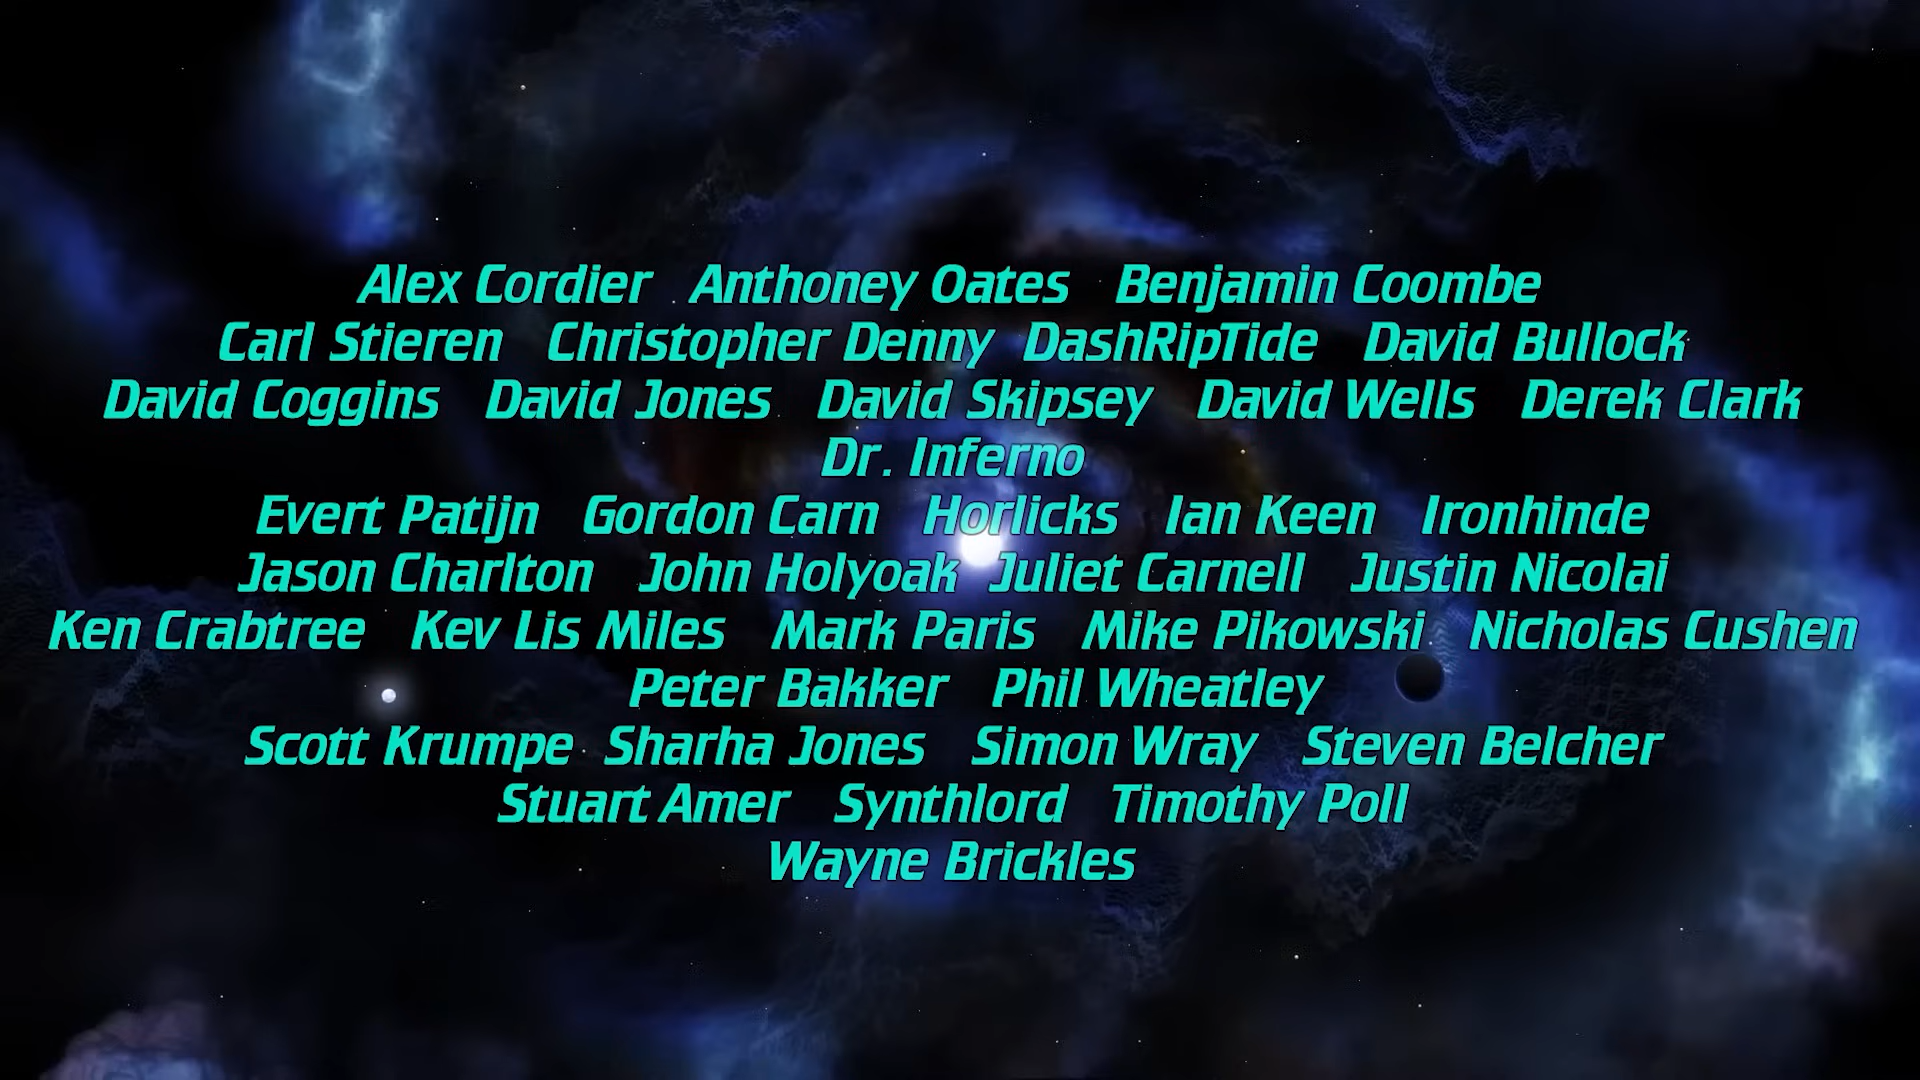 Alex Cordier Anthoney Oates Benjamin Coombe
Carl Stieren Christopher Denny DashRipTide David Bullock
David Coggins David Jones David Skipsey David Wells Derek Clark
Dr. Inferno
Evert Patijn Gordon Carn Horlicks Ian Keen Ironhinde
Jason Charlton John Holyoak Juliet Carnell Justin Nicolai
Ken Crabtree Kev Lis Miles Mark Paris Mike Pikowski Nicholas Cushen
Peter Bakker Phil Wheatley
Scott Krumpe Sharha Jones Simon Wray Steven Belcher
Stuart Amer Synthlord Timothy Poll
Wayne Brickles